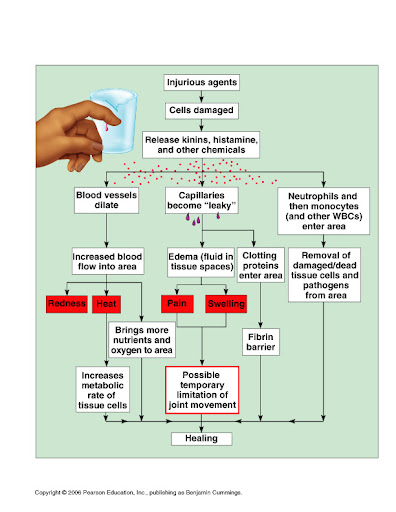 Injurious agents
Cells damaged
Release kinins, histamine,
and other chemicals
Blood vessels
dilate
Capillaries
become “leaky”
Neutrophils and
then monocytes
(and other WBCs)
enter area
Increased blood
flow into area
Edema (fluid in
tissue spaces)
Clotting
proteins
enter area
Removal of
damaged/dead
tissue cells and
pathogens
from area
Redness
Heat
Pain
Swelling
Brings more
nutrients and
oxygen to area
Fibrin
barrier
Increases
metabolic
rate of
tissue cells
Possible
temporary
limitation of
joint movement
Healing
Copyright © 2006 Pearson Education, Inc., publishing as Benjamin Cummings.